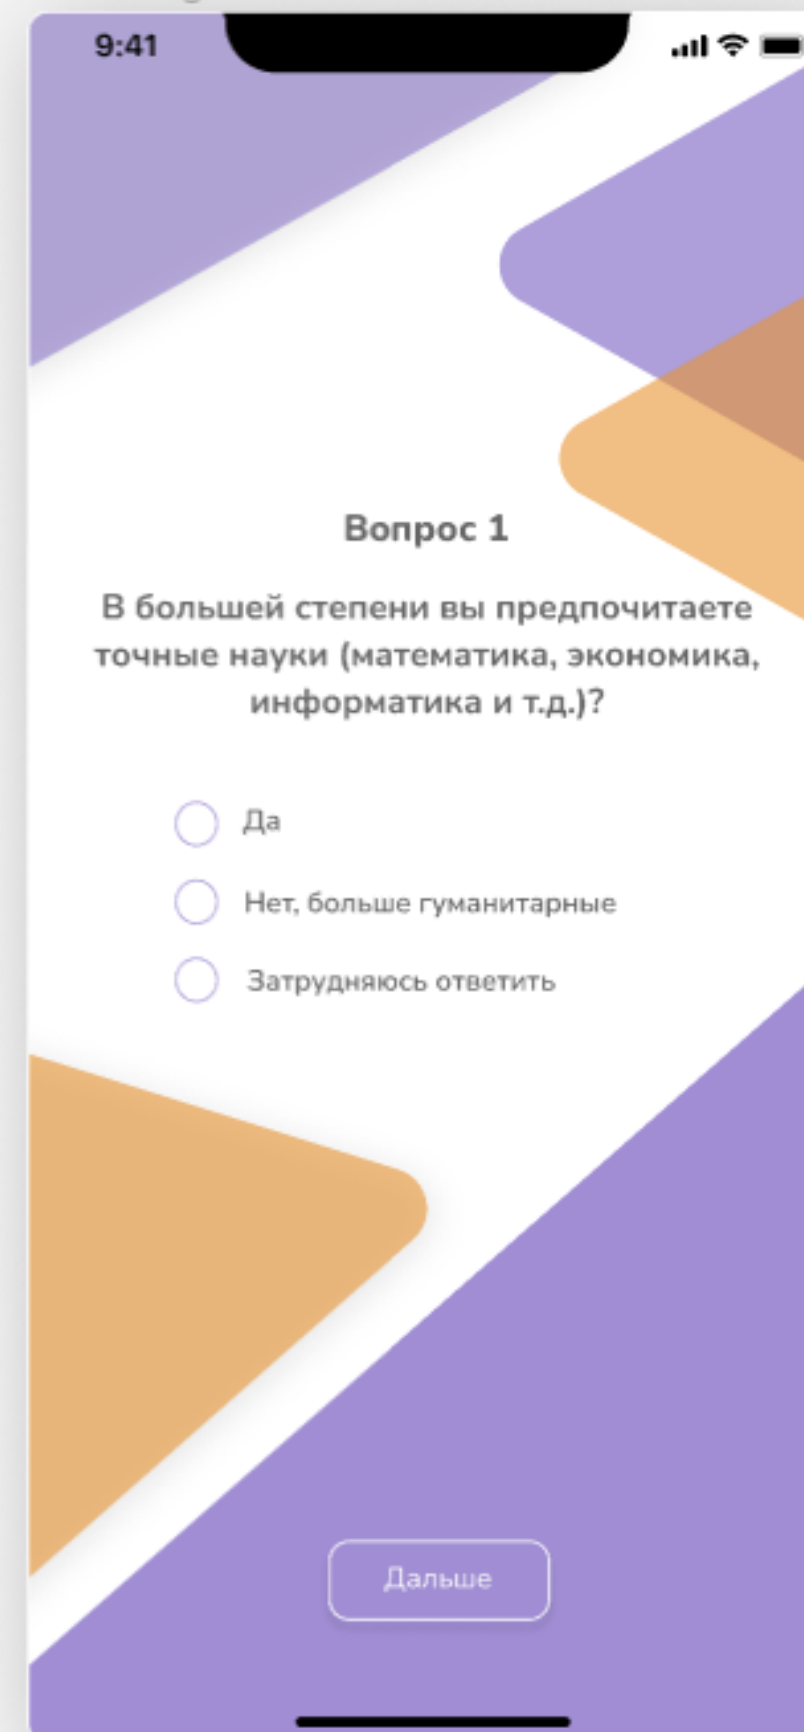 9:41
Вопрос 1
В большей степени вы предпочитаете
точные науки (математика, экономика,
информатика и т.д.)?
Да
Нет, больше гуманитарные
Затрудняюсь ответить
Дальше